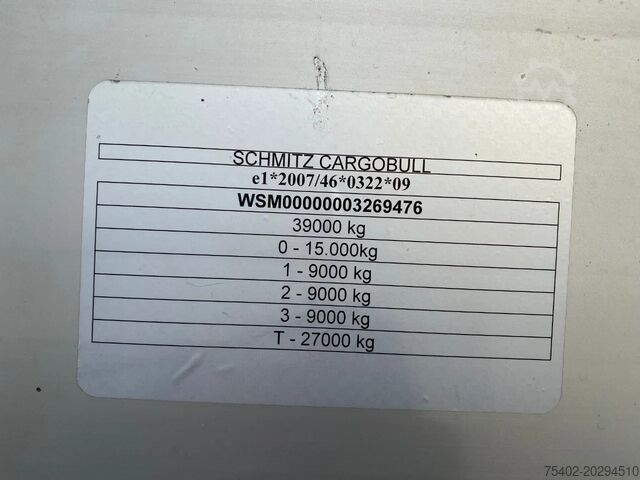 SCHMITZ CARGOBULL
e1*2007/46*0322*09
WSM00000003269476
39000 kg
0 - 15.000kg
1 - 9000 kg
2 - 9000 kg
3 - 9000 kg
T - 27000 kg
75402-20294510